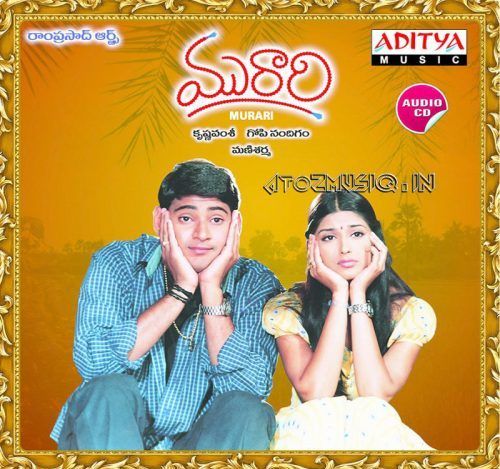 రాంప్రసాద్ ఆర్ట్స్
మురారి
MURARI
కృష్ణవంశీ గోపి నందిగం
మణిశర్మ
ADITYA
MUSIC
AUDIO
CD
ATOZMUSIQ.IN